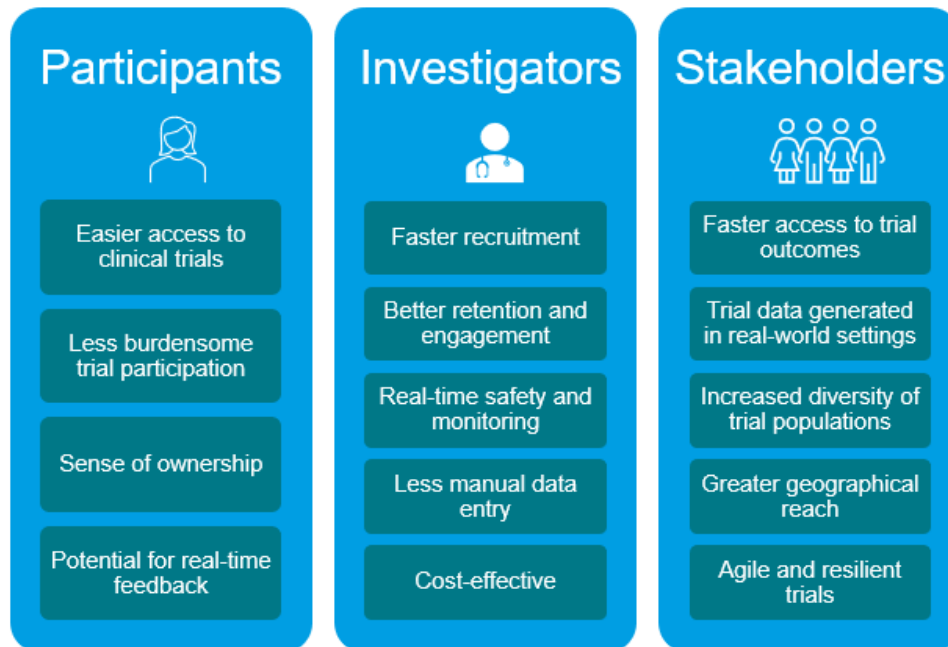 Participants
Easier access to
clinical trials
Less burdensome
trial participation
Sense of ownership
Potential for real-time
feedback
Investigators
Faster recruitment
Better retention and
engagement
Real-time safety and
monitoring
Less manual data
entry
Cost-effective
Stakeholders
Faster access to trial
outcomes
Trial data generated
in real-world settings
Increased diversity of
trial populations
Greater geographical
reach
Agile and resilient
trials